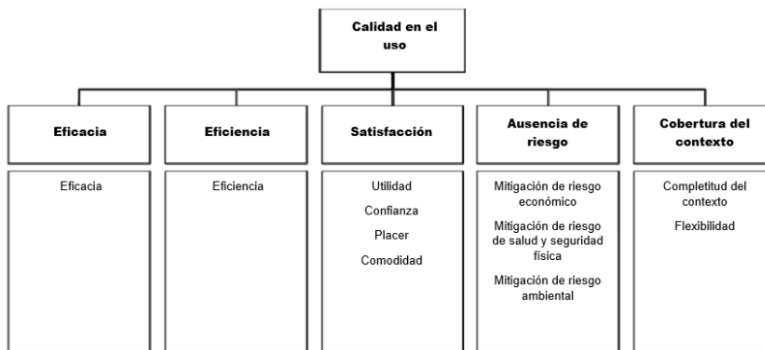 Calidad en el
uso
Eficacia
Eficiencia
Satisfacción
Ausencia de
riesgo
Cobertura del
contexto
Eficacia
Eficiencia
Utilidad
Confianza
Placer
Comodidad
Mitigación de riesgo
económico
Mitigación de riesgo
de salud y seguridad
física
Mitigación de riesgo
ambiental
Completitud del
contexto
Flexibilidad